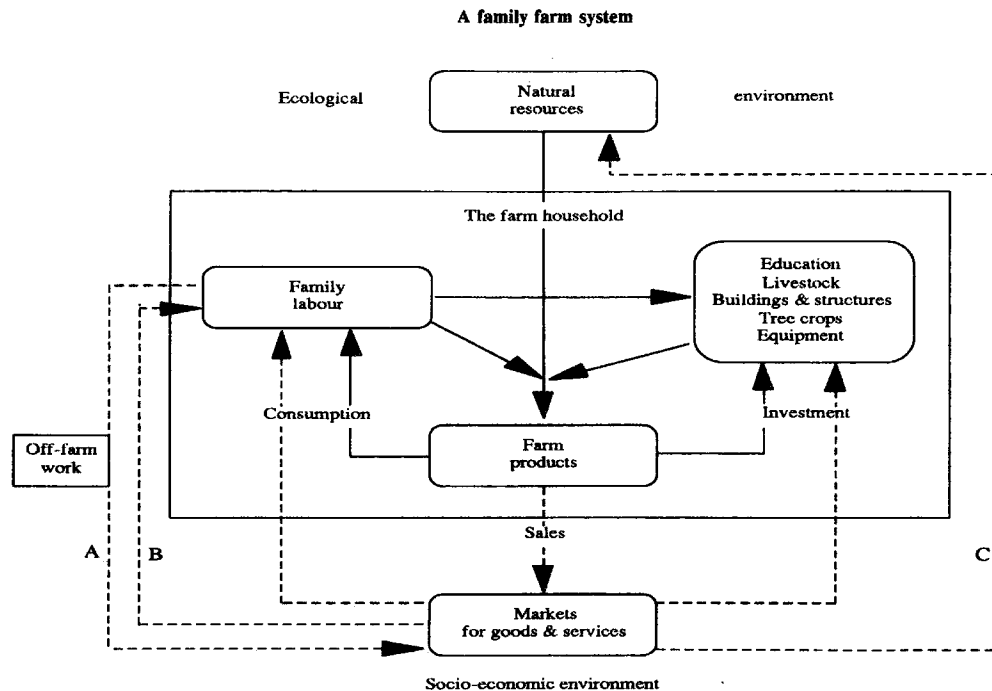 A family farm system
Ecological
Natural
resources
environment
The farm household
Family
labour
Education
Livestock
Buildings & structures
Tree crops
Equipment
Consumption
Investment
Off-farm
work
Farm
products
A
B
Sales
C
Markets
for goods & services
Socio-economic environment